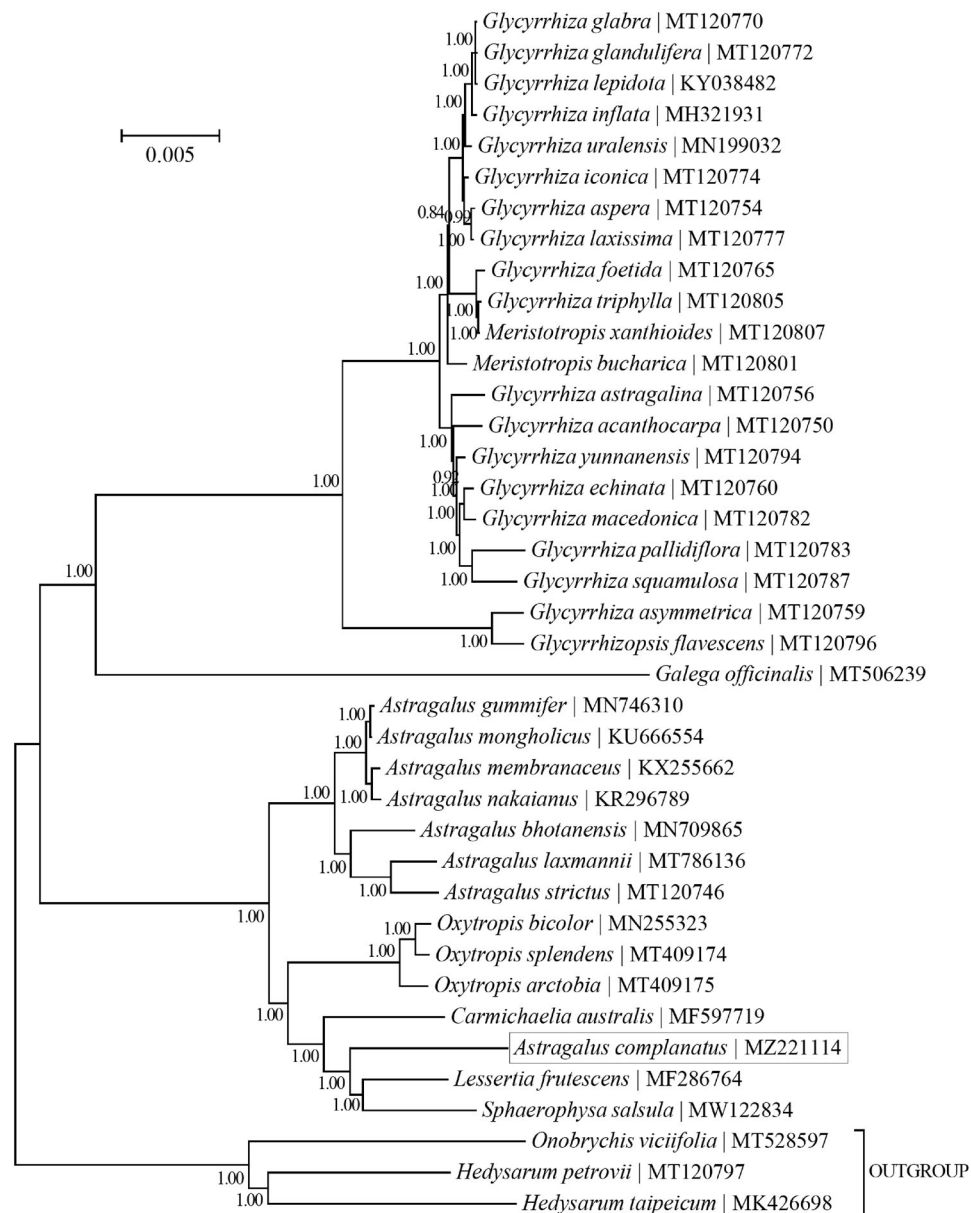 Glycyrrhiza glabra | MT120770
1.00
Glycyrrhiza glandulifera | MT120772
1.00
Glycyrrhiza lepidota | KY038482
1.00
Glycyrrhiza inflata | MH321931
1.00
Glycyrrhiza uralensis | MN199032
0.005
Glycyrrhiza iconica | MT120774
Glycyrrhiza aspera | MT120754
0.84
0.99
Glycyrrhiza laxissima | MT120777
1.00
Glycyrrhiza foetida | MT120765
1.00
Glycyrrhiza triphylla | MT120805
1.00
Meristotropis xanthioides | MT120807
1.00
1.00
Meristotropis bucharica | MT120801
Glycyrrhiza astragalina | MT120756
Glycyrrhiza acanthocarpa | MT120750
1.00
Glycyrrhiza yunnanensis | MT120794
0.92
1.00
1.00
Glycyrrhiza echinata | MT120760
1.00
Glycyrrhiza macedonica | MT120782
1.00
Glycyrrhiza pallidiflora | MT120783
1.00
Glycyrrhiza squamulosa | MT120787
1.00
Glycyrrhiza asymmetrica | MT120759
1.00
Glycyrrhizopsis flavescens | MT120796
Galega officinalis | MT506239
Astragalus gummifer | MN746310
1.00
Astragalus mongholicus | KU666554
1.00
Astragalus membranaceus | KX255662
1.00
1.00
Astragalus nakaianus | KR296789
Astragalus bhotanensis | MN709865
1.00
Astragalus laxmannii | MT786136
1.00
Astragalus strictus | MT120746
1.00
Oxytropis bicolor | MN255323
1.00
Oxytropis splendens | MT409174
1.00
Oxytropis arctobia | MT409175
1.00
Carmichaelia australis | MF597719
1.00
Astragalus complanatus | MZ221114
1.00
Lessertia frutescens | MF286764
1.00
Sphaerophysa salsula | MW122834
Onobrychis viciifolia | MT528597
1.00
Hedysarum petrovii | MT120797
OUTGROUP
1.00
Hedysarum taipeicum | MK426698